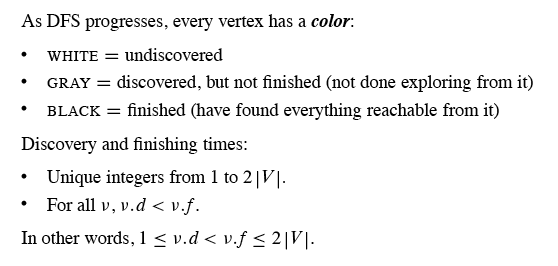 As DFS progresses, every vertex has a color:
• WHITE = undiscovered
• GRAY = discovered, but not finished (not done exploring from it)
• BLACK = finished (have found everything reachable from it)
Discovery and finishing times:
• Unique integers from 1 to 2|V|.
• For all v, v.d < v.f.
In other words, 1 ≤ v.d < v.f ≤ 2|V|.